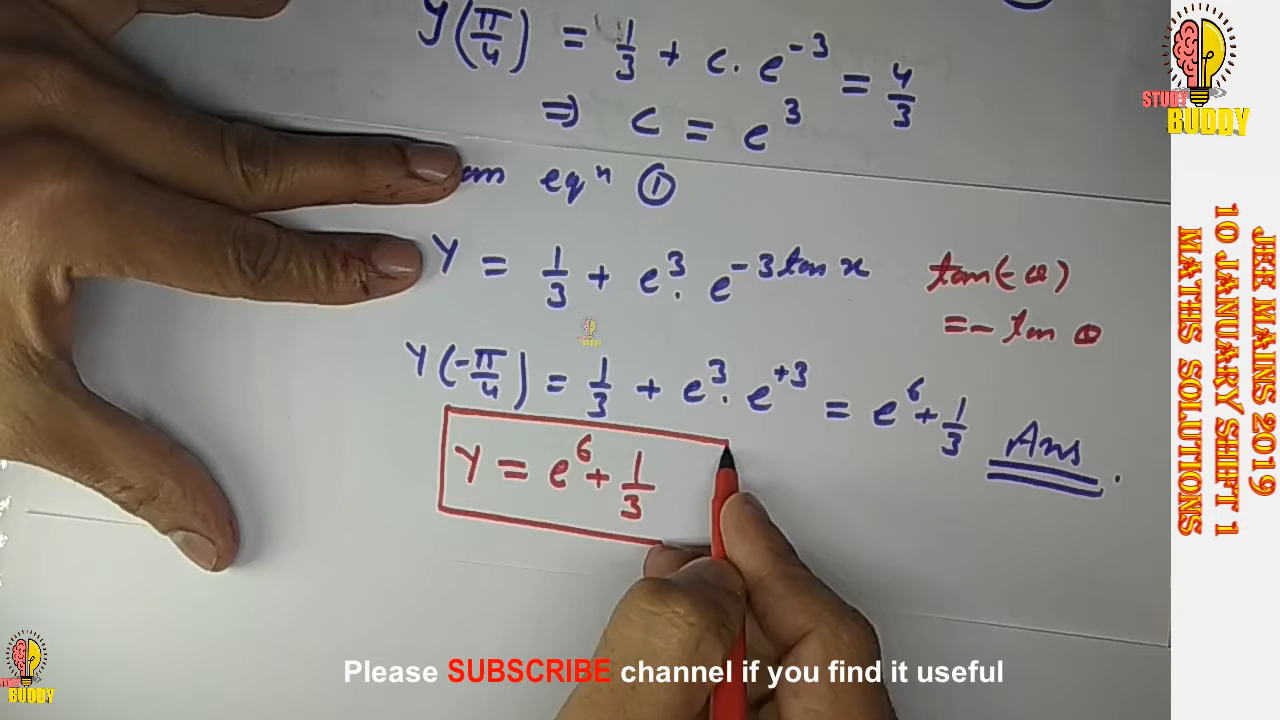 y(π/4) = 1/3 + c. e^-3 = 4/3
⇒ c = e^3
eqn ①
Y = 1/3 + e^3. e^-3tan x
tan(-θ)
= - tan θ
Y(-π/4) = 1/3 + e^3. e^+3 = e^6 + 1/3 Ans.
Y = e^6 + 1/3
STUDY
BUDDY
JEE MAINS 2019
10 JANUARY SHIFT 1
MATHS SOLUTIONS
BUDDY
Please SUBSCRIBE channel if you find it useful